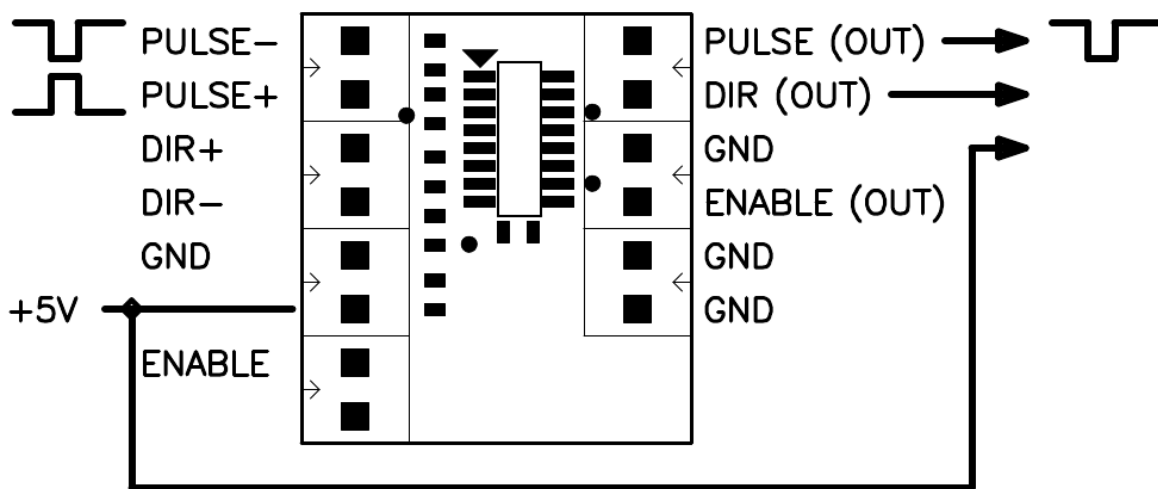 PULSE-
PULSE+
DIR+
DIR-
GND
+5V
ENABLE
PULSE (OUT)
DIR (OUT)
GND
ENABLE (OUT)
GND
GND